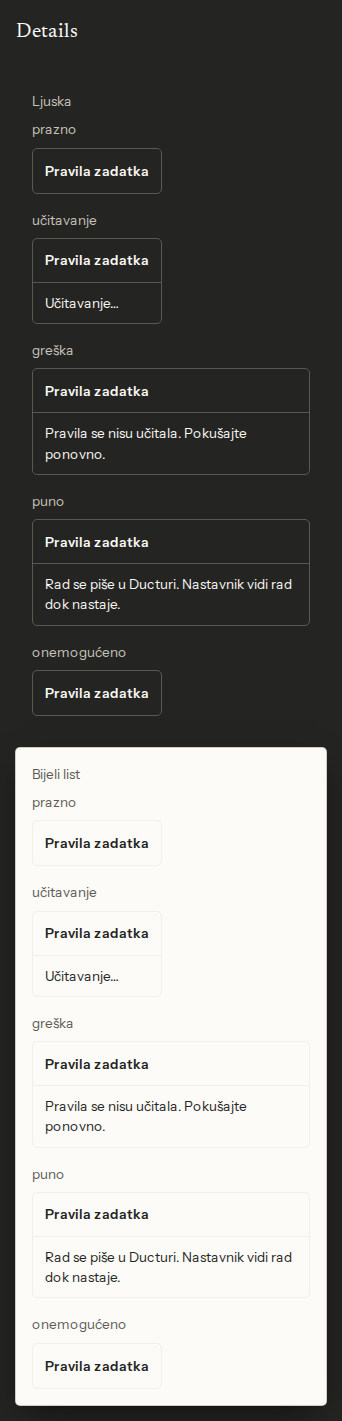 Details
Ljuska
prazno
Pravila zadatka
učitavanje
Pravila zadatka
Učitavanje…
greška
Pravila zadatka
Pravila se nisu učitala. Pokušajte
ponovno.
puno
Pravila zadatka
Rad se piše u Ducturi. Nastavnik vidi rad
dok nastaje.
onemogućeno
Pravila zadatka
Bijeli list
prazno
Pravila zadatka
učitavanje
Pravila zadatka
Učitavanje…
greška
Pravila zadatka
Pravila se nisu učitala. Pokušajte
ponovno.
puno
Pravila zadatka
Rad se piše u Ducturi. Nastavnik vidi rad
dok nastaje.
onemogućeno
Pravila zadatka